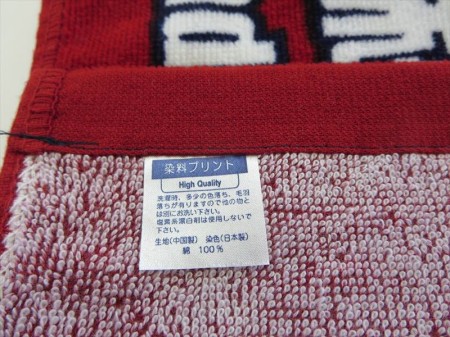 染料プリント
High Quality
洗濯時、多少の色落ち、毛羽
落ちが有りますので他の物と
は別にお洗い下さい。
塩素系漂白剤は使用しないで
下さい。
生地(中国製) 染色(日本製)
綿 100%